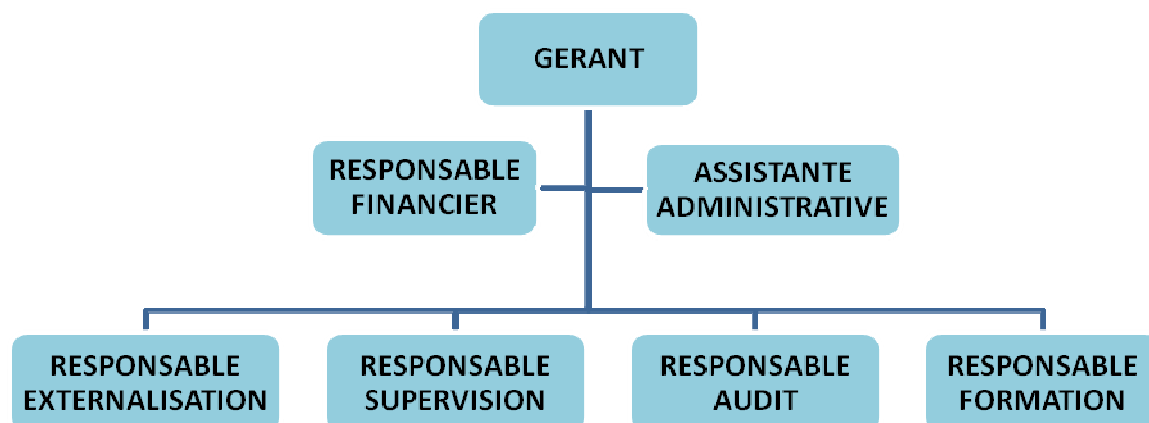 GERANT
RESPONSABLE
FINANCIER
ASSISTANTE
ADMINISTRATIVE
RESPONSABLE
EXTERNALISATION
RESPONSABLE
SUPERVISION
RESPONSABLE
AUDIT
RESPONSABLE
FORMATION